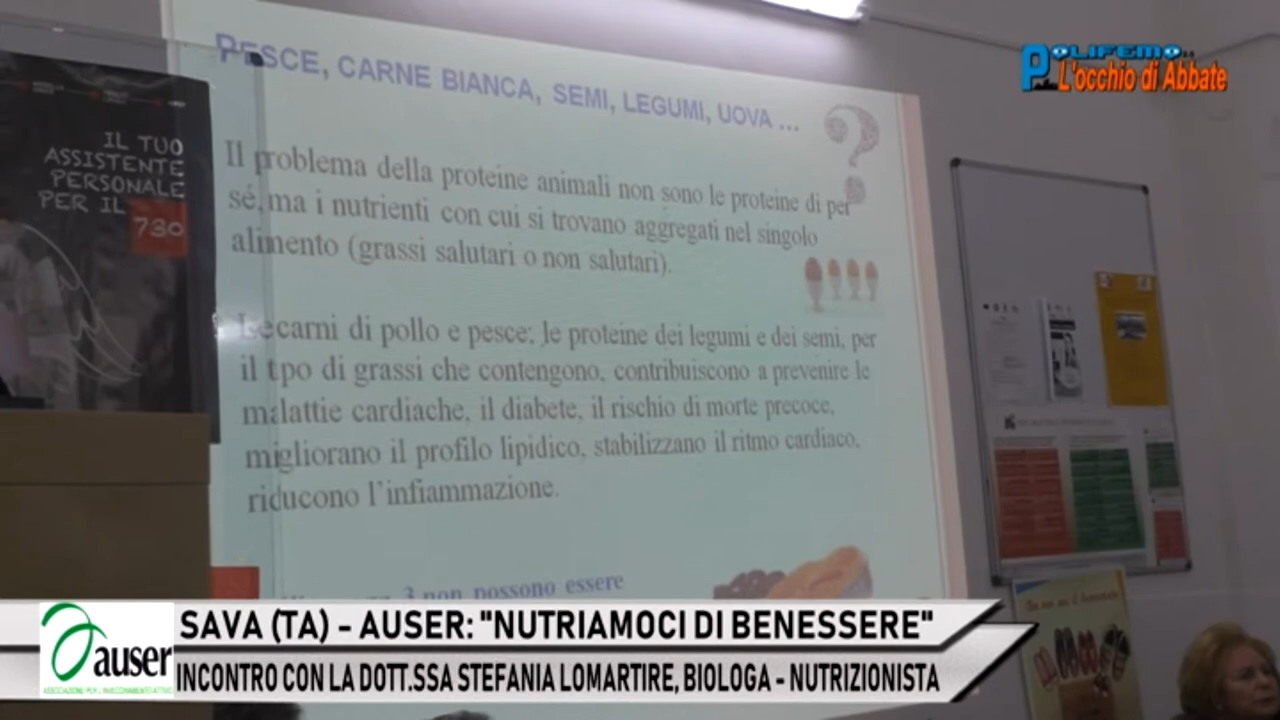 POLIFEMO..
L'occhio di Abbate
PESCE, CARNE BIANCA, SEMI, LEGUMI, UOVA ...
?
IL TUO
ASSISTENTE
PERSONALE
PER IL
730
Il problema della proteine animali non sono le proteine di per
sé, ma i nutrienti con cui si trovano aggregati nel singolo
alimento (grassi salutari o non salutari).
Le carni di pollo e pesce; le proteine dei legumi e dei semi, per
il tpo di grassi che contengono, contribuiscono a prevenire le
malattie cardiache, il diabete, il rischio di morte precoce,
migliorano il profilo lipidico, stabilizzano il ritmo cardiaco,
riducono l'infiammazione.
3 non possono essere
auser
SAVA (TA) – AUSER: "NUTRIAMOCI DI BENESSERE"
INCONTRO CON LA DOTT.SSA STEFANIA LOMARTIRE, BIOLOGA – NUTRIZIONISTA